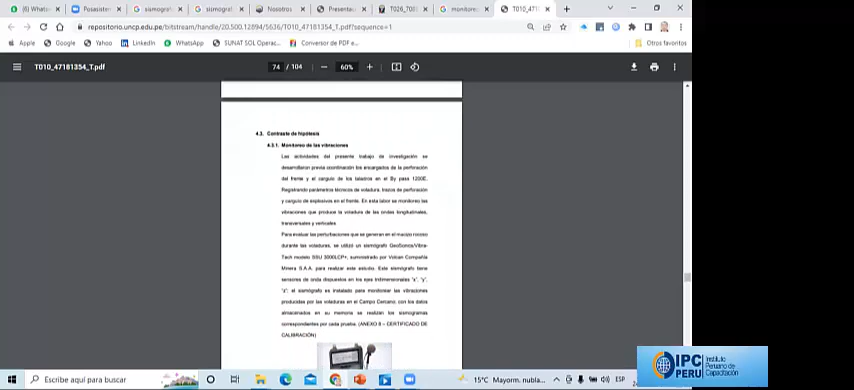 (6) Whats
Posasisten
sismogra
sismograf
Nosotros
Presentac
T026_700
monitoreo
T010_471
repositorio.uncp.edu.pe/bitstream/handle/20.500.12894/5636/T010_47181354_T.pdf?sequence=1
Apple Google Yahoo LinkedIn WhatsApp SUNAT SOL Operac... Conversor de PDF e... Otros favoritos
T010_47181354_T.pdf 74 / 104 60%
4.3. Contraste de hipótesis
4.3.1. Monitoreo de las vibraciones
Las actividades del presente trabajo de investigación se
desarrollaron previa coordinación los encargados de la perforación
del frente y el carguío de los taladros en el By pass 1200E,
Registrando parámetros técnicos de voladura, trazos de perforación
y carguío de explosivos en el frente. En esta labor se monitoreo las
vibraciones que produce la voladura de las ondas longitudinales,
transversales y verticales
Para evaluar las perturbaciones que se generan en el macizo rocoso
durante las voladuras, se utilizó un sismógrafo GeoSonics/Vibra-
Tech modelo SSU 3000LCP+, suministrado por Volcan Compañía
Minera S.A.A. para realizar este estudio. Este sismógrafo tiene
sensores de onda dispuestos en los ejes tridimensionales "x", "y",
"z"; el sismógrafo es instalado para monitorear las vibraciones
producidas por las voladuras en el Campo Cercano, con los datos
almacenados en su memoria se realizan los sismogramas
correspondientes por cada prueba. (ANEXO 8 – CERTIFICADO DE
CALIBRACIÓN)
IPC PERU
Instituto
Peruano de
Capacitación
Escribe aquí para buscar
15°C Mayorm. nubla...
ESP